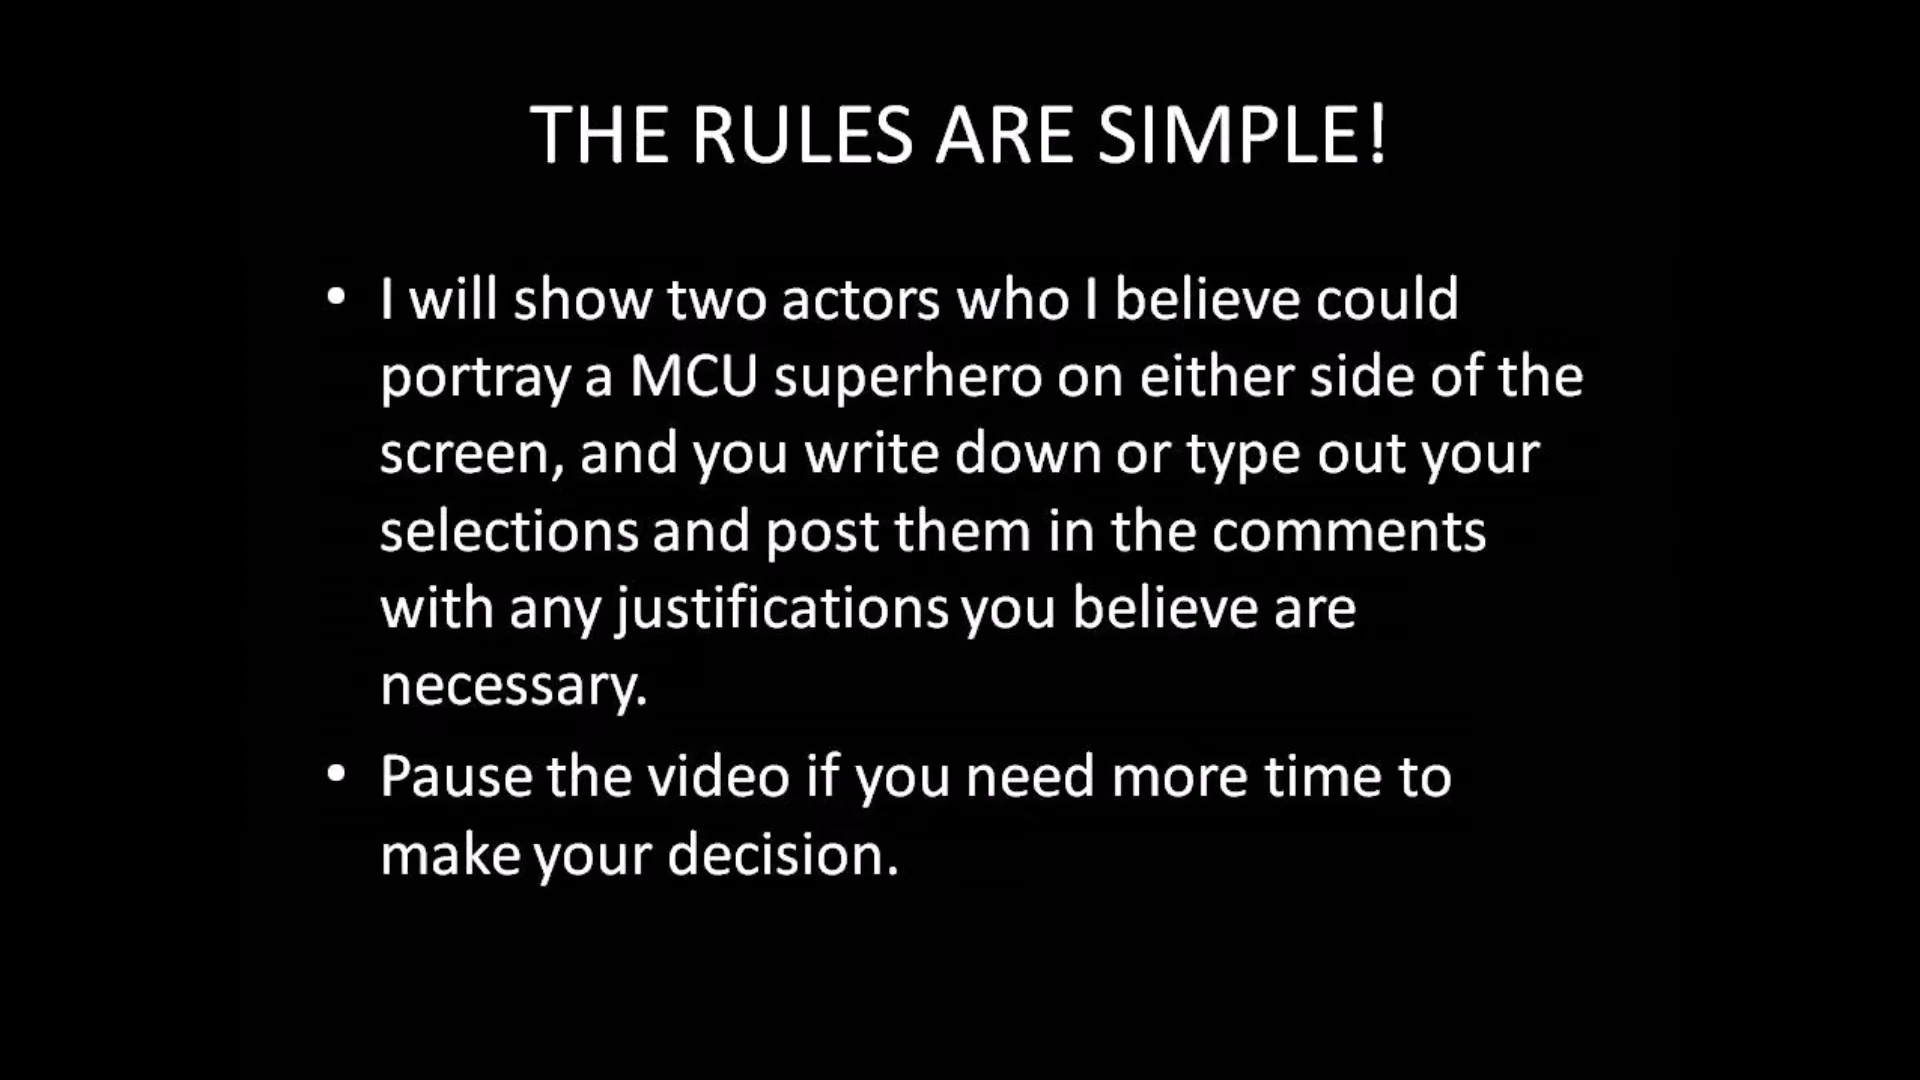 THE RULES ARE SIMPLE!
• I will show two actors who I believe could
portray a MCU superhero on either side of the
screen, and you write down or type out your
selections and post them in the comments
with any justifications you believe are
necessary.
• Pause the video if you need more time to
make your decision.